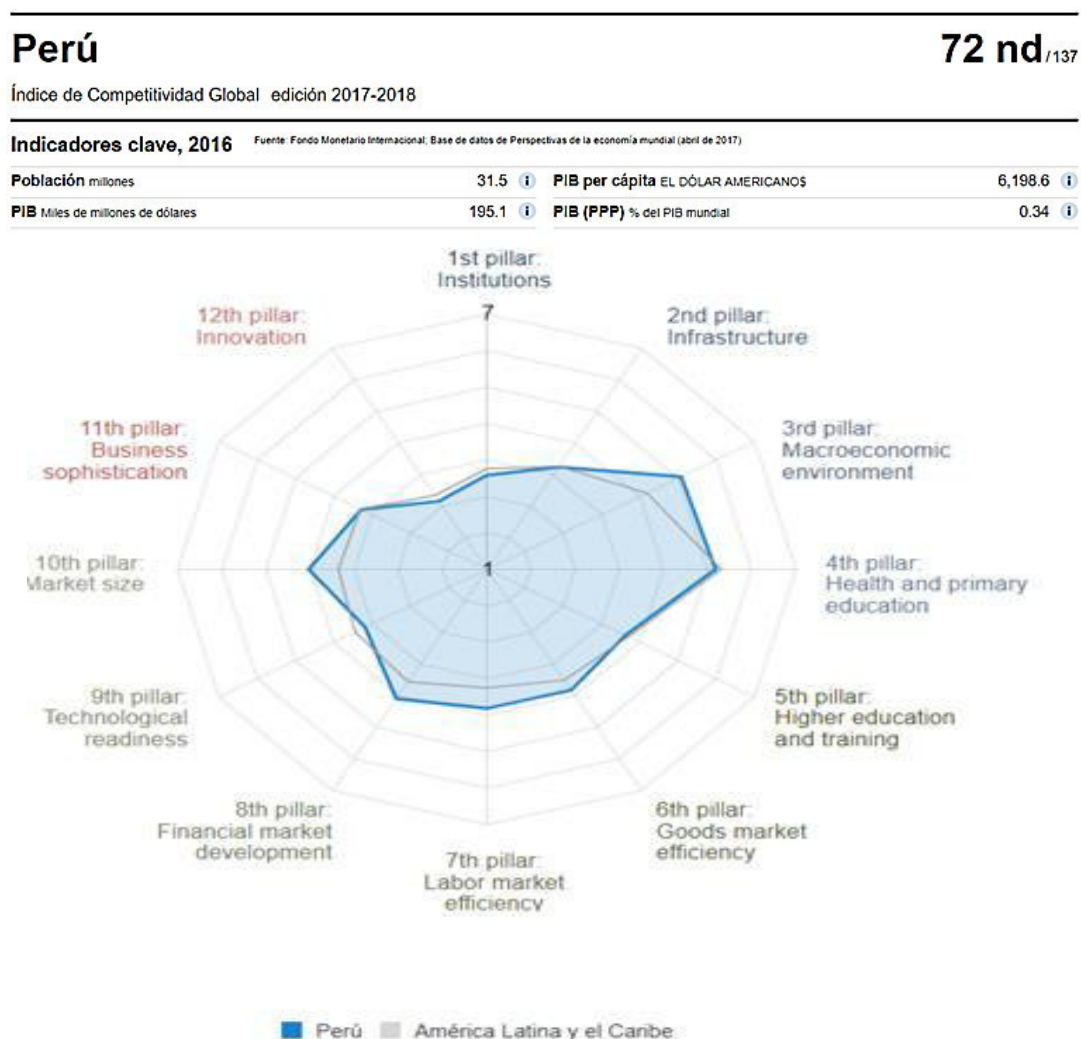 Perú 72 nd/137
Índice de Competitividad Global edición 2017-2018
Indicadores clave, 2016 Fuente: Fondo Monetario Internacional; Base de datos de Perspectivas de la economía mundial (abril de 2017)
Población millones 31.5 i PIB per cápita EL DÓLAR AMERICANO$ 6,198.6 i
PIB Miles de millones de dólares 195.1 i PIB (PPP) % del PIB mundial 0.34 i
1st pillar:
Institutions
7
12th pillar:
Innovation
2nd pillar:
Infrastructure
11th pillar:
Business
sophistication
3rd pillar:
Macroeconomic
environment
10th pillar:
Market size
1
4th pillar:
Health and primary
education
9th pillar:
Technological
readiness
5th pillar:
Higher education
and training
8th pillar:
Financial market
development
6th pillar:
Goods market
efficiency
7th pillar:
Labor market
efficiency
Perú América Latina y el Caribe